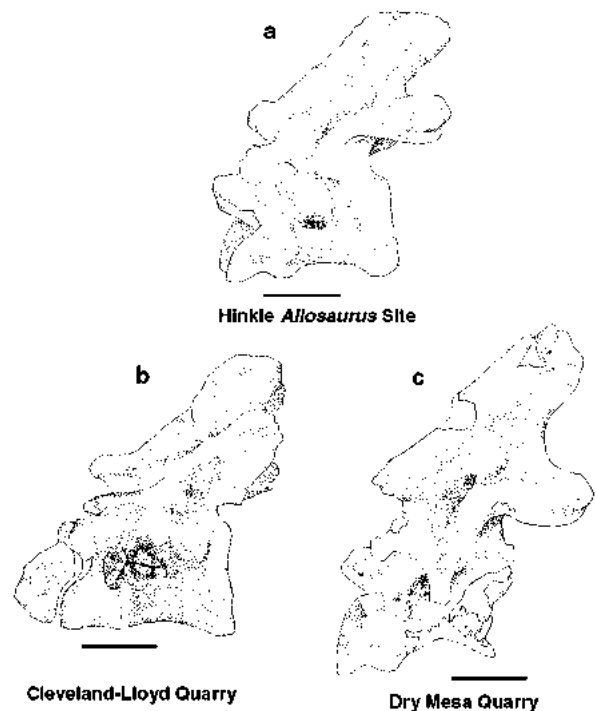 a
Hinkle Allosaurus Site
b
c
Cleveland-Lloyd Quarry
Dry Mesa Quarry